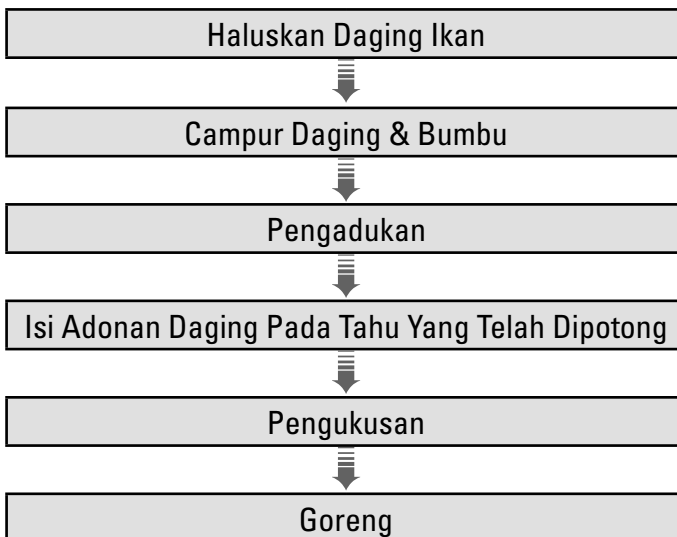 Haluskan Daging Ikan
Campur Daging & Bumbu
Pengadukan
Isi Adonan Daging Pada Tahu Yang Telah Dipotong
Pengukusan
Goreng